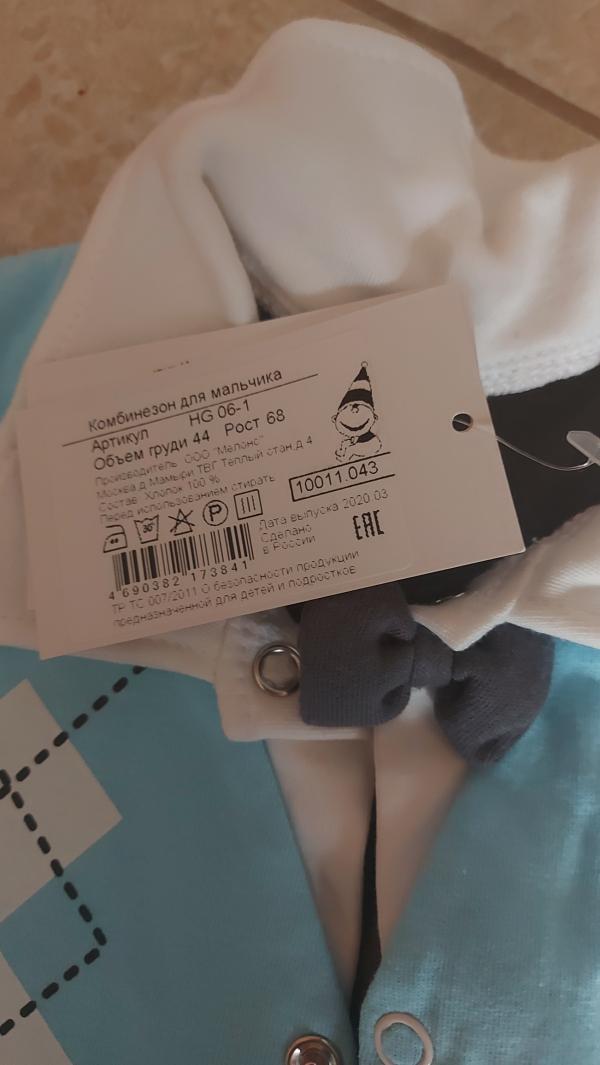 Комбинезон для мальчика
Артикул HG 06-1
Объем груди 44 Рост 68
Производитель ООО "Мелонс"
Москва,д.Мамыри ТВГ Теплый стан,д.4
Состав Хлопок 100 %
Перед использованием стирать
10011.043
30
P
Дата выпуска 2020.03
Сделано
в России
EAC
4 690382 173841
ТР ТС 007/2011 О безопасности продукции
предназначенной для детей и подростков